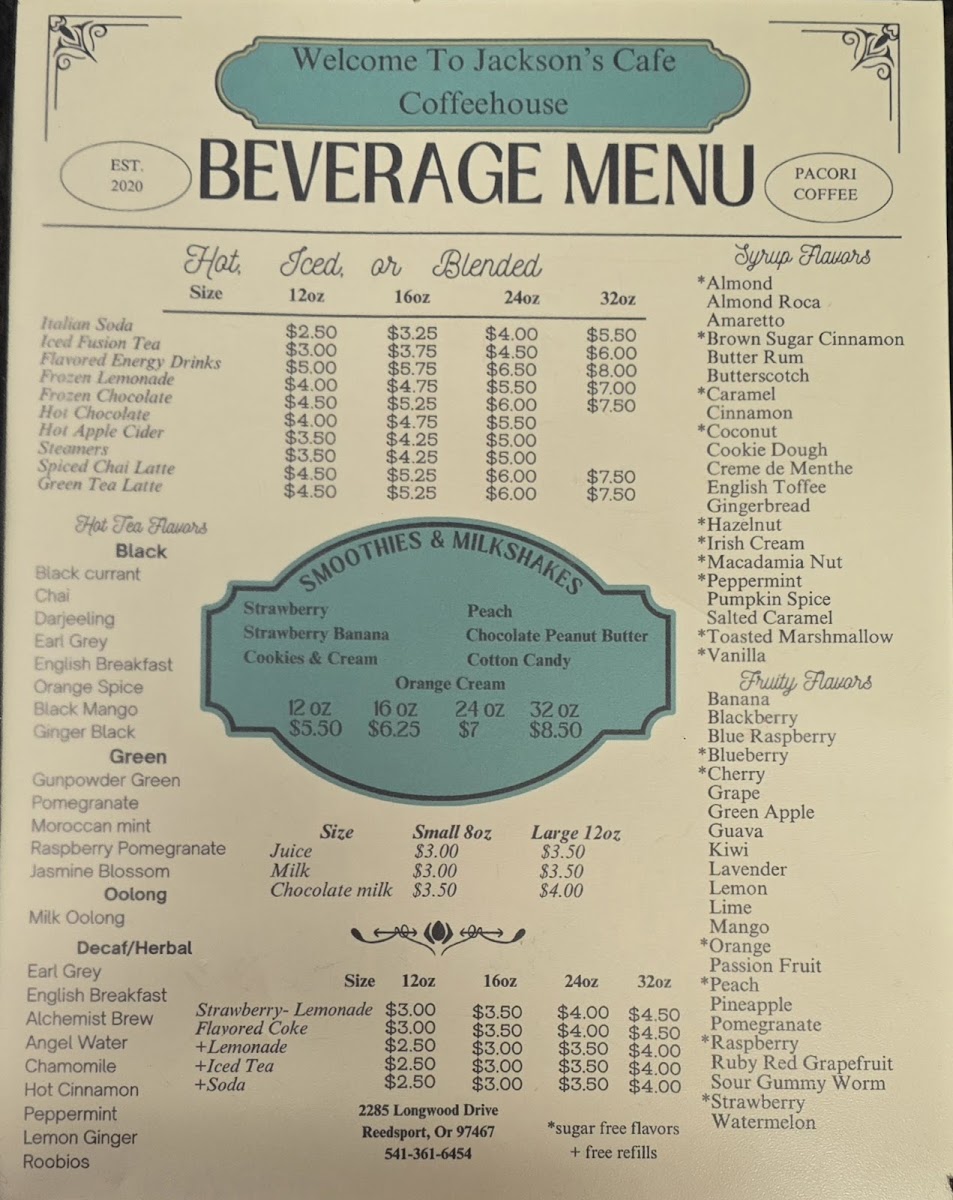 Welcome To Jackson's Cafe
Coffeehouse
EST.
2020
BEVERAGE MENU
PACORI
COFFEE
Hot, Iced, or Blended
Size 12oz 16oz 24oz 32oz
Italian Soda $2.50 $3.25 $4.00 $5.50
Iced Fusion Tea $3.00 $3.75 $4.50 $6.00
Flavored Energy Drinks $5.00 $5.75 $6.50 $8.00
Frozen Lemonade $4.00 $4.75 $5.50 $7.00
Frozen Chocolate $4.50 $5.25 $6.00 $7.50
Hot Chocolate $4.00 $4.75 $5.50
Hot Apple Cider $3.50 $4.25 $5.00
Steamers $3.50 $4.25 $5.00
Spiced Chai Latte $4.50 $5.25 $6.00 $7.50
Green Tea Latte $4.50 $5.25 $6.00 $7.50
Hot Tea Flavors
Black
Black currant
Chai
Darjeeling
Earl Grey
English Breakfast
Orange Spice
Black Mango
Ginger Black
Green
Gunpowder Green
Pomegranate
Moroccan mint
Raspberry Pomegranate
Jasmine Blossom
Oolong
Milk Oolong
Decaf/Herbal
Earl Grey
English Breakfast
Alchemist Brew
Angel Water
Chamomile
Hot Cinnamon
Peppermint
Lemon Ginger
Roobios
SMOOTHIES & MILKSHAKES
Strawberry Peach
Strawberry Banana Chocolate Peanut Butter
Cookies & Cream Cotton Candy
Orange Cream
12 OZ 16 OZ 24 OZ 32 OZ
$5.50 $6.25 $7 $8.50
Size Small 8oz Large 12oz
Juice $3.00 $3.50
Milk $3.00 $3.50
Chocolate milk $3.50 $4.00
Size 12oz 16oz 24oz 32oz
Strawberry- Lemonade $3.00 $3.50 $4.00 $4.50
Flavored Coke $3.00 $3.50 $4.00 $4.50
+Lemonade $2.50 $3.00 $3.50 $4.00
+Iced Tea $2.50 $3.00 $3.50 $4.00
+Soda $2.50 $3.00 $3.50 $4.00
2285 Longwood Drive
Reedsport, Or 97467
541-361-6454
*sugar free flavors
+ free refills
Syrup Flavors
*Almond
Almond Roca
Amaretto
*Brown Sugar Cinnamon
Butter Rum
Butterscotch
*Caramel
Cinnamon
*Coconut
Cookie Dough
Creme de Menthe
English Toffee
Gingerbread
*Hazelnut
*Irish Cream
*Macadamia Nut
*Peppermint
Pumpkin Spice
Salted Caramel
*Toasted Marshmallow
*Vanilla
Fruity Flavors
Banana
Blackberry
Blue Raspberry
*Blueberry
*Cherry
Grape
Green Apple
Guava
Kiwi
Lavender
Lemon
Lime
Mango
*Orange
Passion Fruit
*Peach
Pineapple
Pomegranate
*Raspberry
Ruby Red Grapefruit
Sour Gummy Worm
*Strawberry
Watermelon